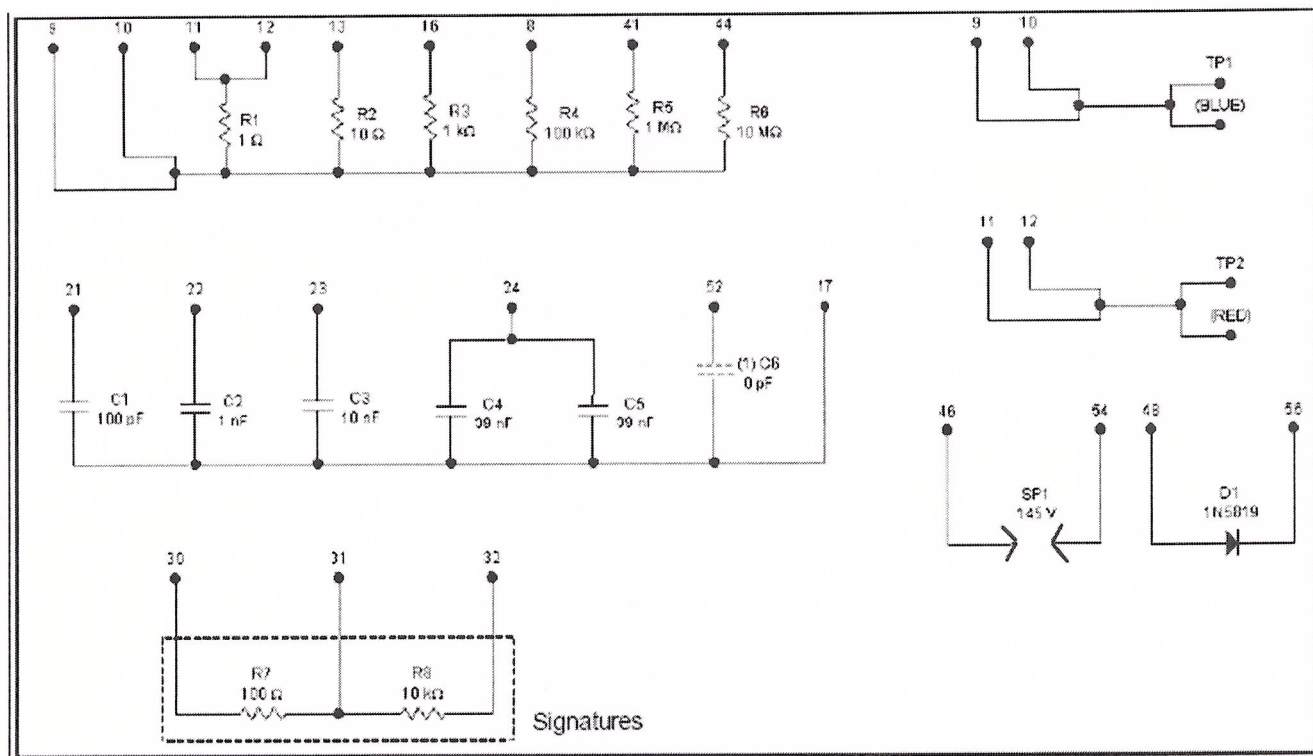 9 10 11 12 13 16 8 41 44
R1
1 Ω
R2
10 Ω
R3
1 kΩ
R4
100 kΩ
R5
1 MΩ
R6
10 MΩ
9 10
TP1
(BLUE)
11 12
TP2
(RED)
21 22 23 24 52 17
C1
100 pF
C2
1 nF
C3
10 nF
C4
C5
(1) C6
0 pF
46 54 48 56
SP1
145 V
D1
1N5819
30 31 32
R7
100 Ω
R8
10 kΩ
Signatures